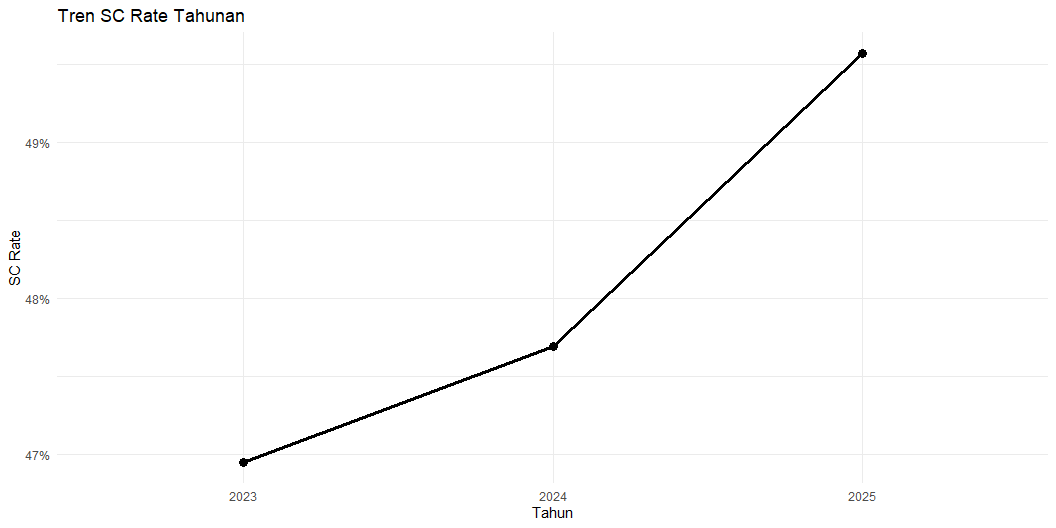 Tren SC Rate Tahunan
SC Rate
49%
48%
47%
2023 2024 2025
Tahun